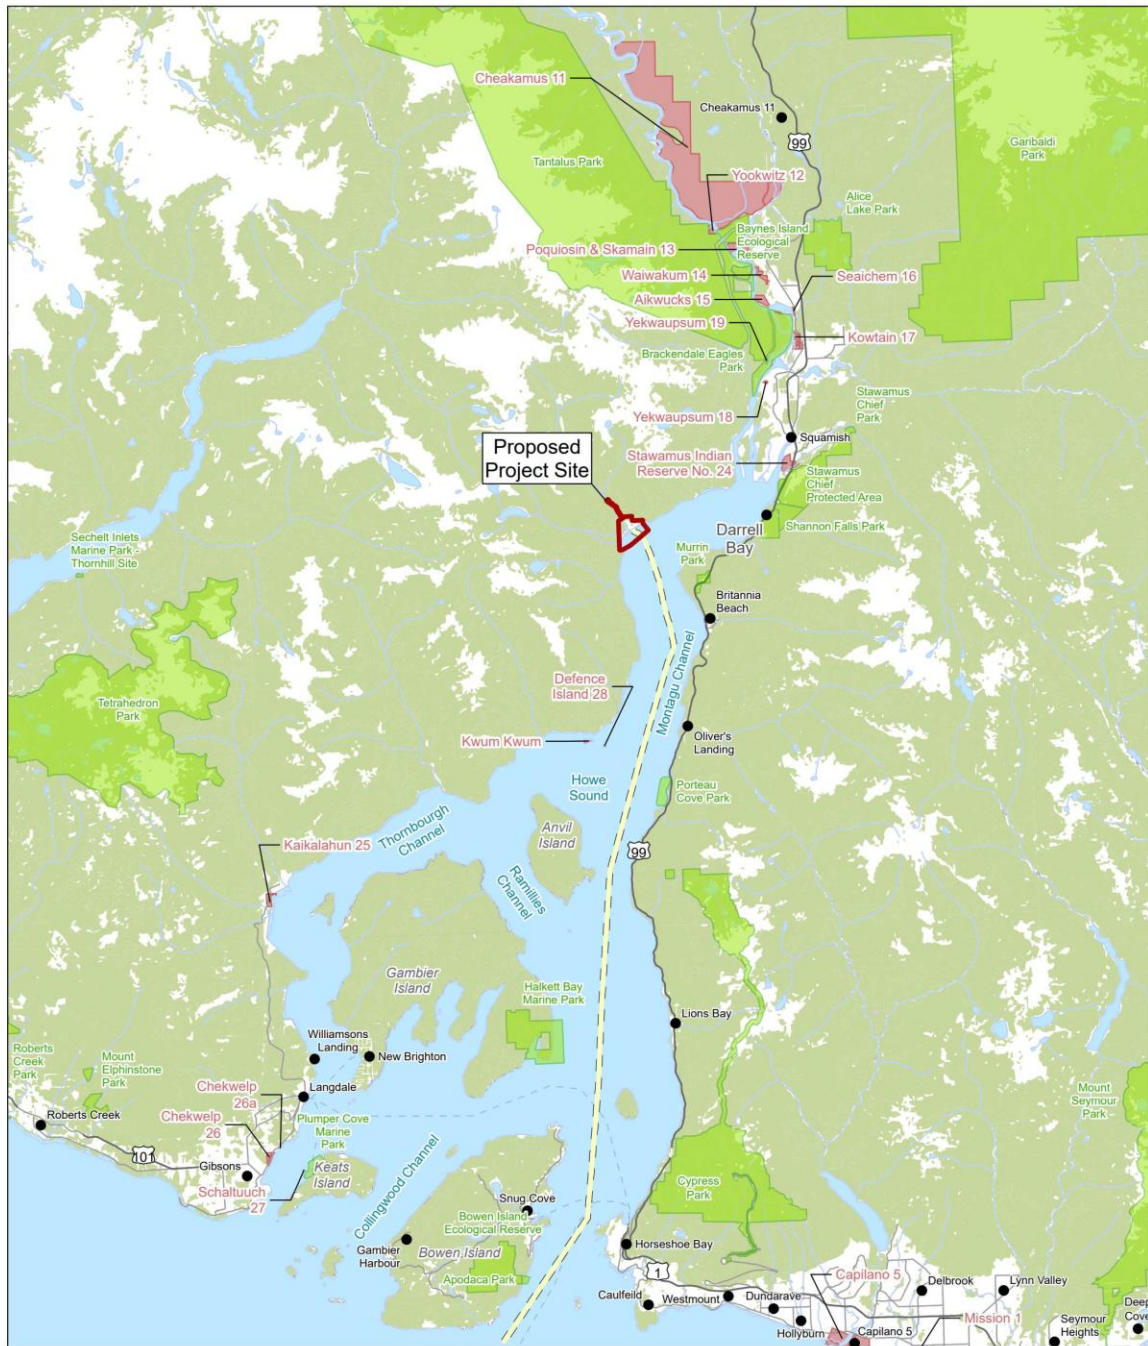 Cheakamus 11
Cheakamus 11
99
Tantalus Park
Garibaldi
Park
Yookwitz 12
Alice
Lake Park
Baynes Island
Ecological
Reserve
Poquiosin & Skamain 13
Waiwakum 14
Seaichem 16
Aikwucks 15
Yekwaupsum 19
Kowtain 17
Brackendale Eagles
Park
Stawamus
Chief
Park
Yekwaupsum 18
Squamish
Proposed
Project Site
Stawamus Indian
Reserve No. 24
Stawamus
Chief -
Protected Area
Shannon Falls Park
Darrell
Bay
Sechelt Inlets
Marine Park -
Thornhill Site
Murrin
Park
Britannia
Beach
Montagu Channel
Defence
Island 28
Tetrahedron
Park
Kwum Kwum
Oliver's
Landing
Howe
Sound
Porteau
Cove Park
Thornbourgh
Channel
Anvil
Island
Kaikalahun 25
99
Ramillies
Channel
Gambier
Island
Halkett Bay
Marine Park
Lions Bay
Williamsons
Landing
New Brighton
Roberts
Creek
Park
Mount
Elphinstone
Park
Chekwelp
26a
Langdale
Mount
Seymour
Park
Chekwelp
26
Roberts Creek
Plumper Cove
Marine
Park
101
Gibsons
Keats
Island
Collingwood Channel
Schaltuuch
27
Cypress
Park
Snug Cove
Bowen Island
Ecological Reserve
Gambier
Harbour
Bowen Island
Horseshoe Bay
Apodaca Park
1
Capilano 5
Caulfeild
Westmount
Dundarave
Delbrook
Lynn Valley
Hollyburn
Capilano 5
Mission 1
Seymour
Heights
Deep
Cove